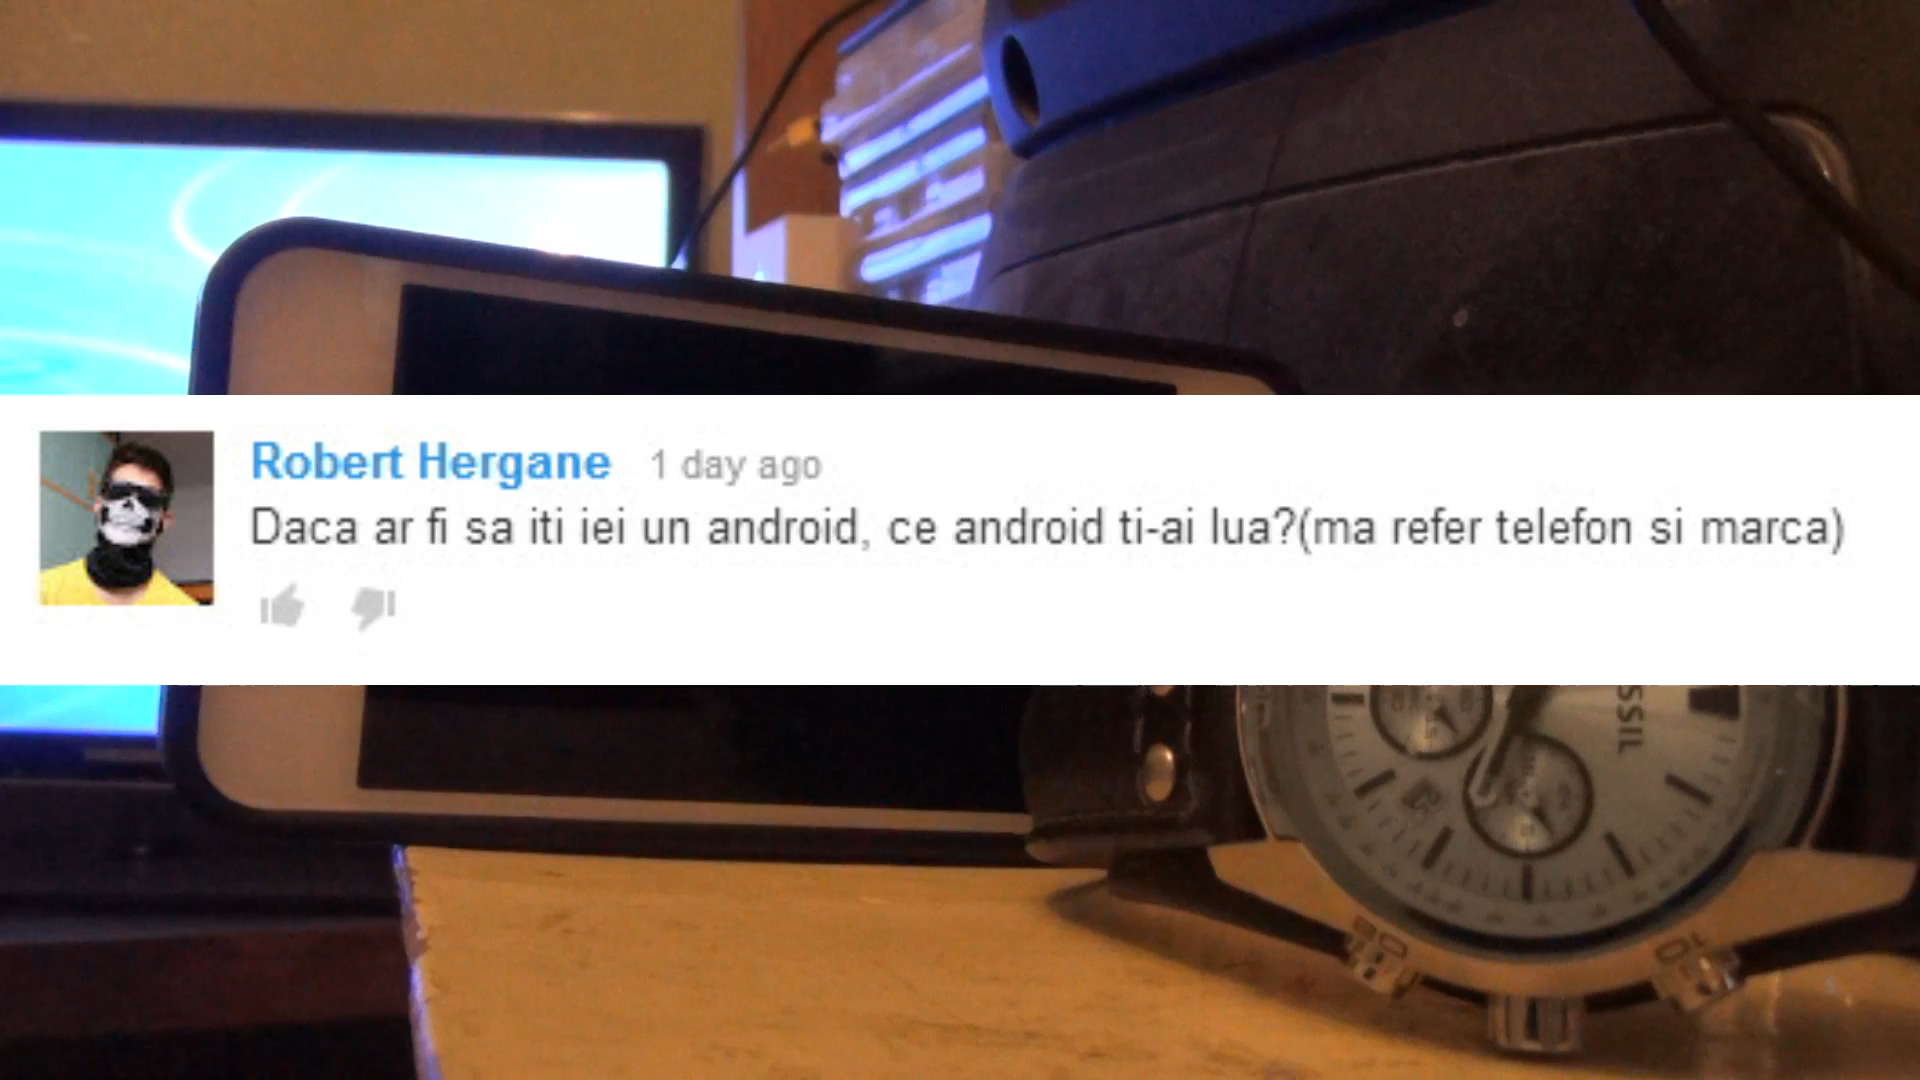 Robert Hergane 1 day ago
Daca ar fi sa iti iei un android, ce android ti-ai lua?(ma refer telefon si marca)
SSIL